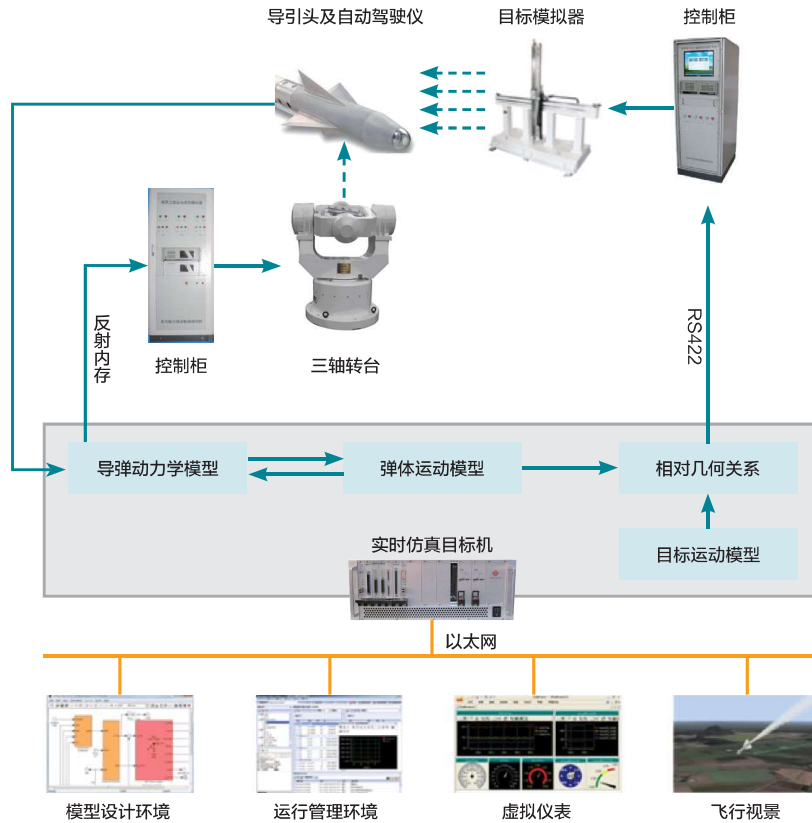 导引头及自动驾驶仪
目标模拟器
控制柜
反射内存
控制柜
三轴转台
RS422
导弹动力学模型
弹体运动模型
相对几何关系
目标运动模型
实时仿真目标机
以太网
模型设计环境
运行管理环境
虚拟仪表
飞行视景